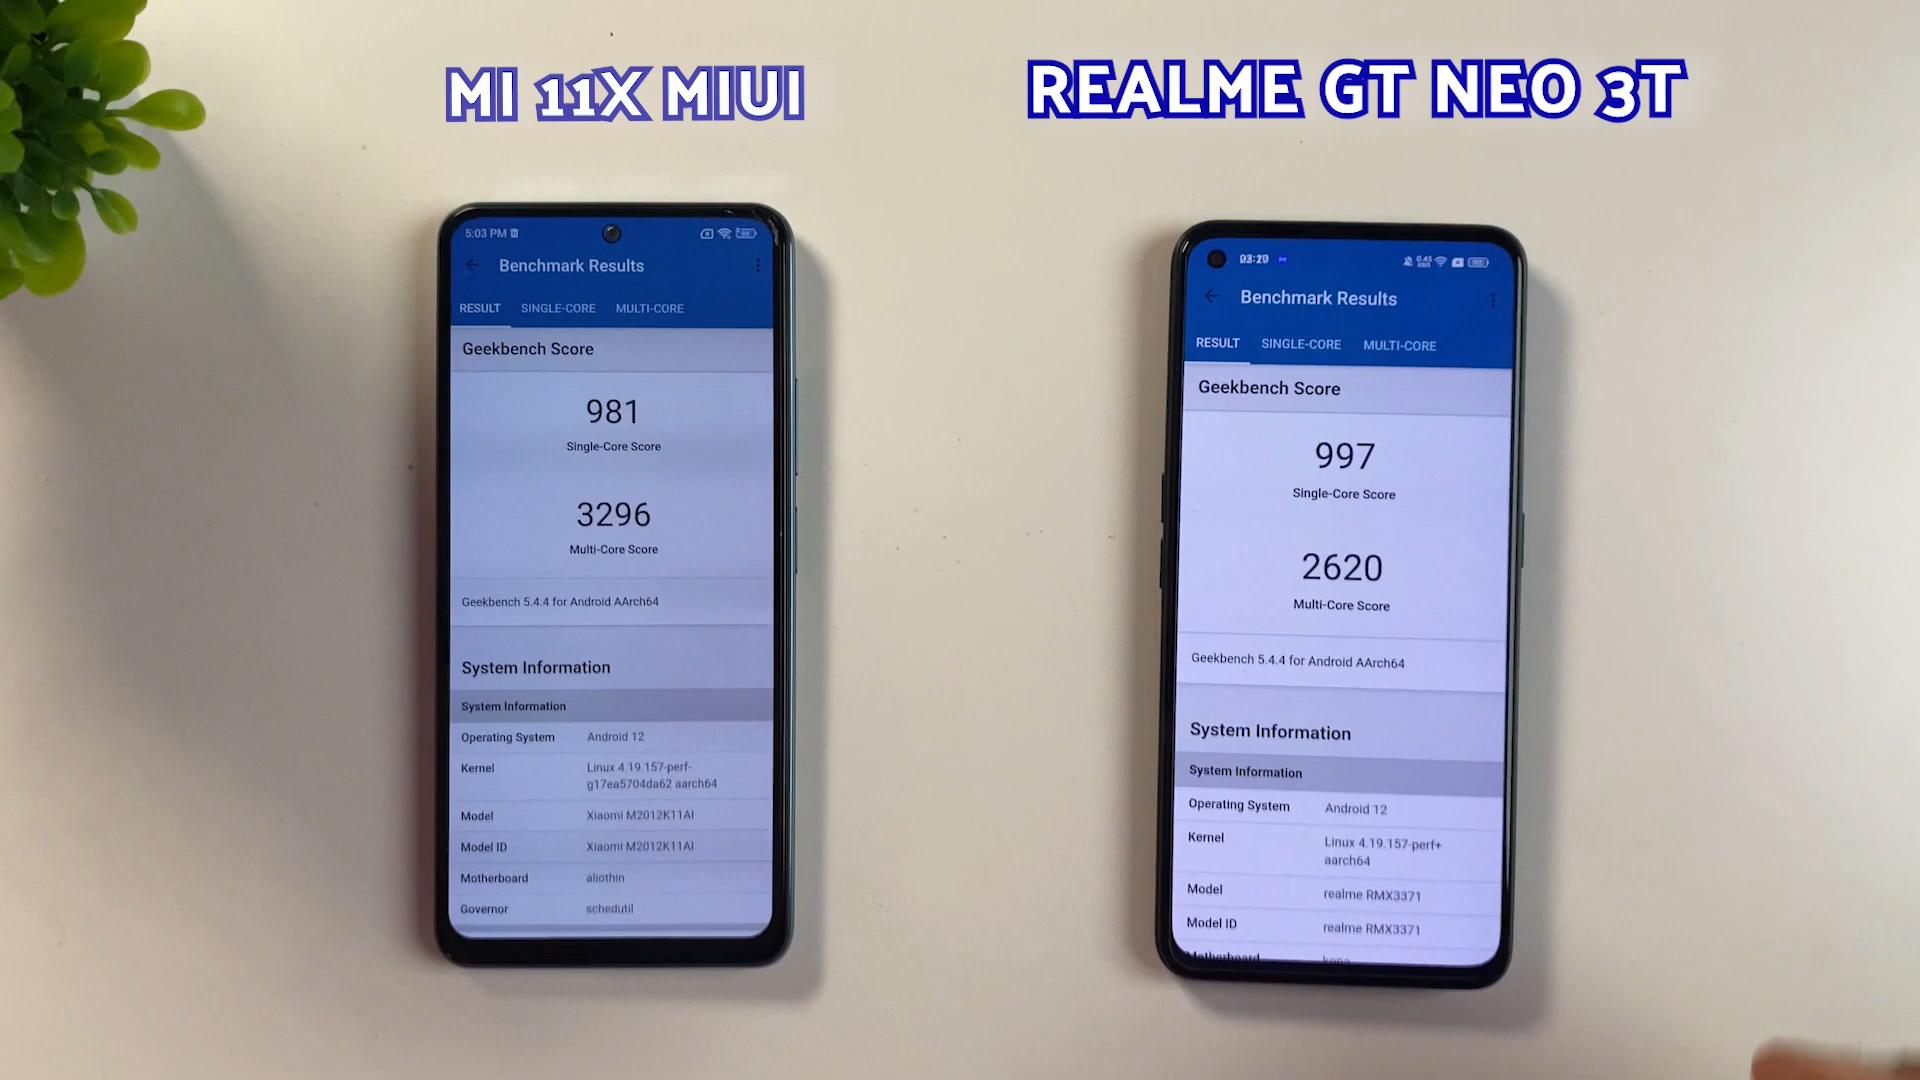 MI 11X MIUI
5:03 PM
Benchmark Results
RESULT SINGLE-CORE MULTI-CORE
Geekbench Score
981
Single-Core Score
3296
Multi-Core Score
Geekbench 5.4.4 for Android AArch64
System Information
System Information
Operating System Android 12
Kernel Linux 4.19.157-perf-
g17ea5704da62 aarch64
Model Xiaomi M2012K11AI
Model ID Xiaomi M2012K11AI
Motherboard aliothin
Governor schedutil
REALME GT NEO 3T
0.45
Benchmark Results
RESULT SINGLE-CORE MULTI-CORE
Geekbench Score
997
Single-Core Score
2620
Multi-Core Score
Geekbench 5.4.4 for Android AArch64
System Information
System Information
Operating System Android 12
Kernel Linux 4.19.157-perf+
aarch64
Model realme RMX3371
Model ID realme RMX3371
Motherboard kona